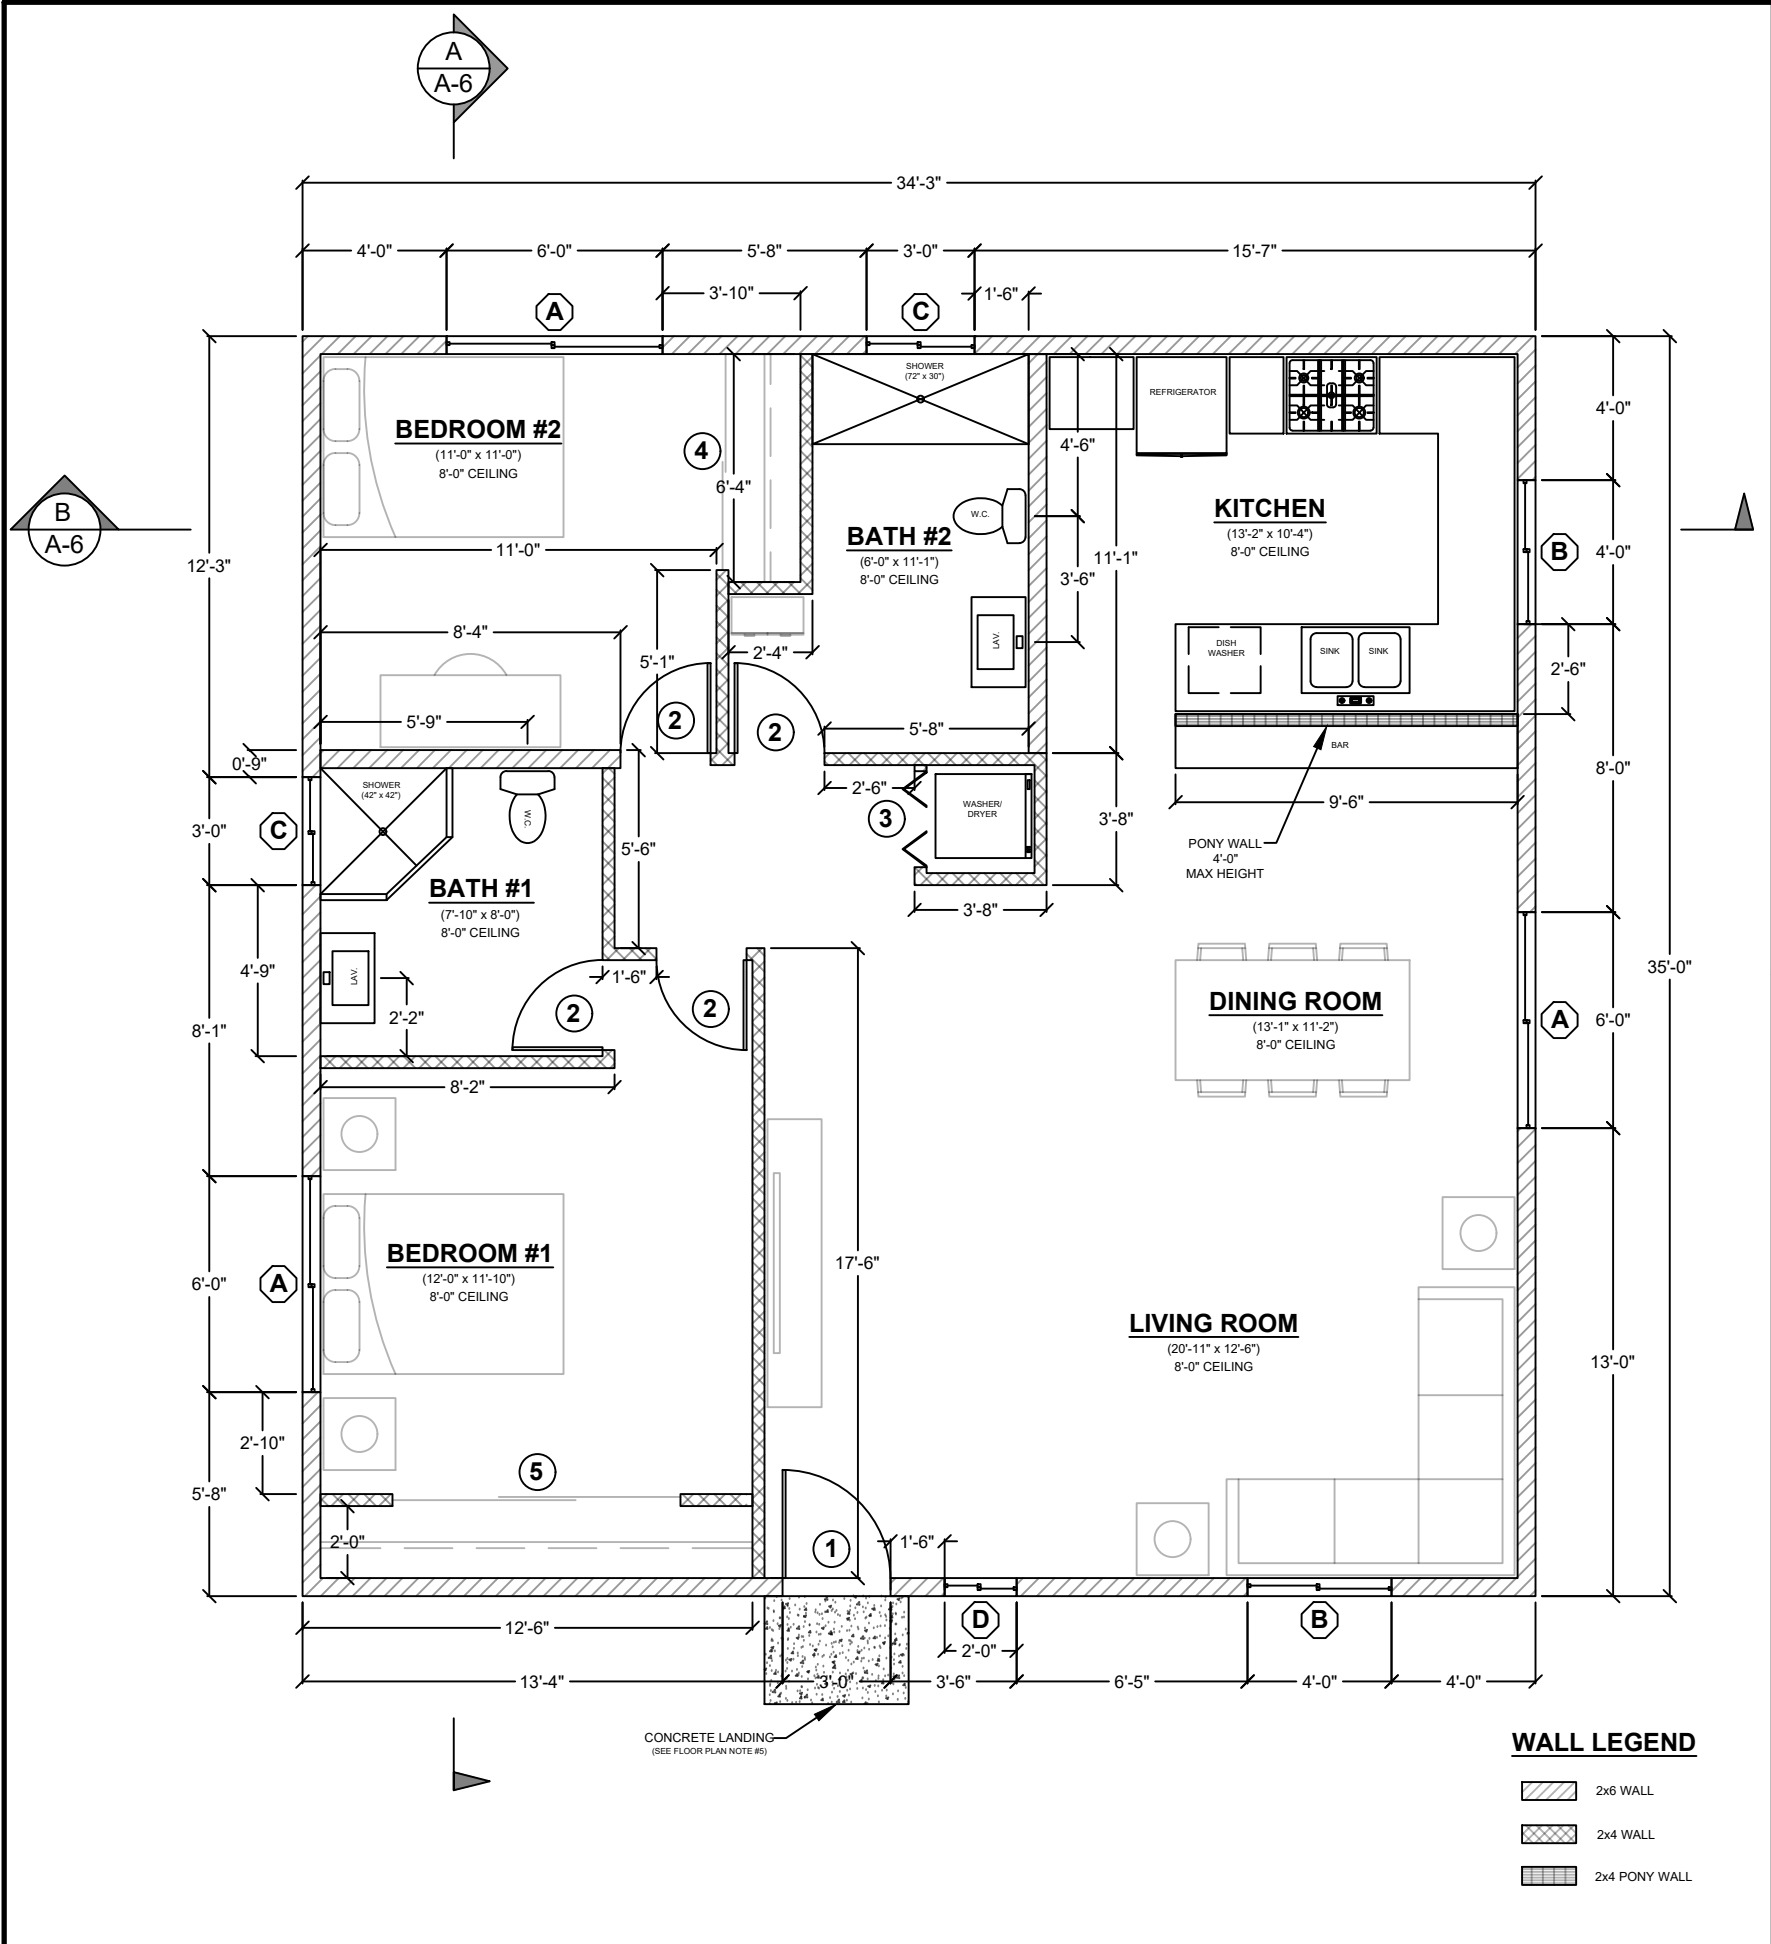 A
A-6
34'-3"
4'-0"
6'-0"
5'-8"
3'-0"
15'-7"
3'-10"
1'-6"
A
C
SHOWER
(72" x 30")
REFRIGERATOR
4'-0"
BEDROOM #2
(11'-0" x 11'-0")
8'-0" CEILING
4
4'-6"
6'-4"
B
A-6
W.C.
KITCHEN
(13'-2" x 10'-4")
8'-0" CEILING
BATH #2
(6'-0" x 11'-1")
8'-0" CEILING
11'-0"
11'-1"
B
4'-0"
12'-3"
3'-6"
8'-4"
LAV.
DISH
WASHER
SINK
SINK
5'-1"
2'-4"
2'-6"
5'-9"
2
2
5'-8"
BAR
0'-9"
SHOWER
(42" x 42")
2'-6"
8'-0"
W.C.
WASHER/
DRYER
9'-6"
3'-0"
C
3
3'-8"
5'-6"
PONY WALL
4'-0"
MAX HEIGHT
BATH #1
(7'-10" x 8'-0")
8'-0" CEILING
3'-8"
4'-9"
LAV.
1'-6"
35'-0"
8'-1"
2'-2"
2
2
DINING ROOM
(13'-1" x 11'-2")
8'-0" CEILING
A
6'-0"
8'-2"
BEDROOM #1
(12'-0" x 11'-10")
8'-0" CEILING
17'-6"
6'-0"
A
LIVING ROOM
(20'-11" x 12'-6")
8'-0" CEILING
13'-0"
2'-10"
5
5'-8"
2'-0"
1
1'-6"
12'-6"
D
B
2'-0"
13'-4"
3'-0"
3'-6"
6'-5"
4'-0"
4'-0"
CONCRETE LANDING
(SEE FLOOR PLAN NOTE #5)
WALL LEGEND
2x6 WALL
2x4 WALL
2x4 PONY WALL